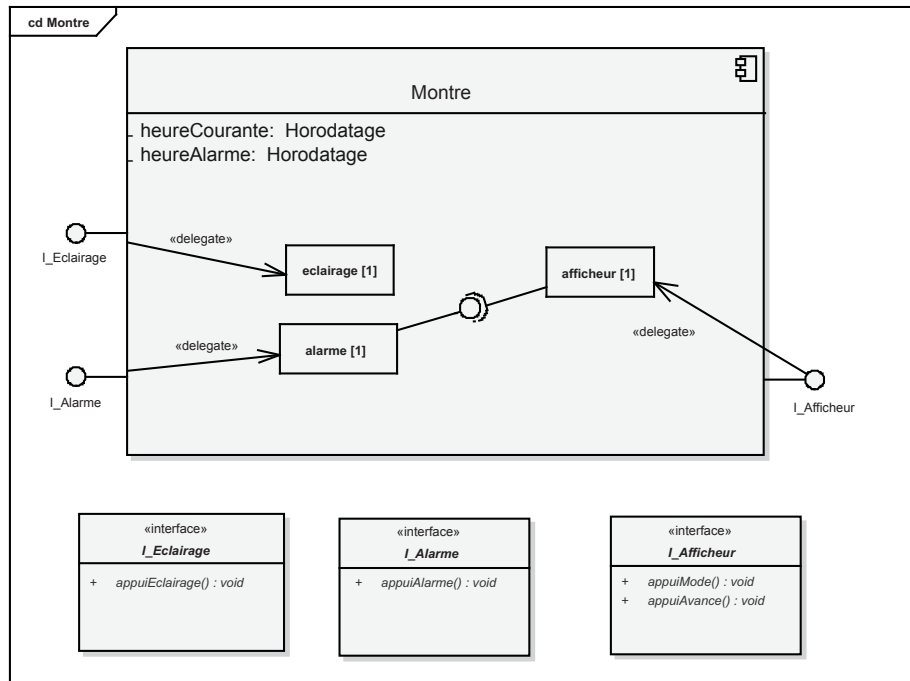 cd Montre
Montre
- heureCourante: Horodatage
- heureAlarme: Horodatage
«delegate»
I_Eclairage
eclairage [1]
afficheur [1]
«delegate»
«delegate»
alarme [1]
I_Alarme
I_Afficheur
«interface»
I_Eclairage
+ appuiEclairage() : void
«interface»
I_Alarme
+ appuiAlarme() : void
«interface»
I_Afficheur
+ appuiMode() : void
+ appuiAvance() : void